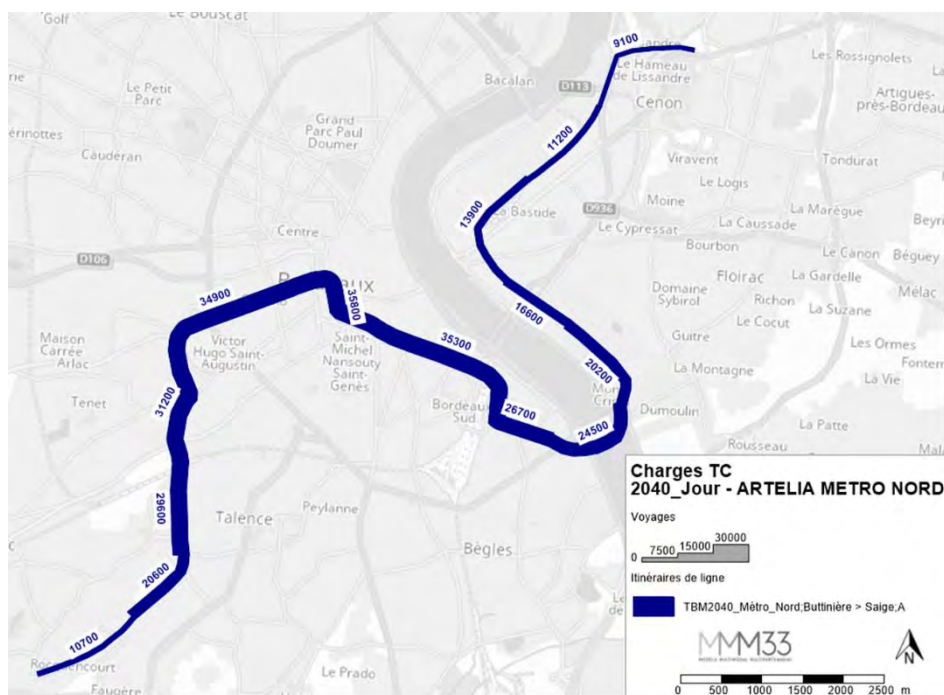 Golf
Le Bouscat
9100
Le Hameau
de Lissandre
Les Rossignolets
Bacalan
D113
Cenon
Artigues-
près-Bordeau
Le Petit
Parc
Grand
Parc Paul
Doumer
11200
Caudéran
Viravent
Tondurat
Le Logis
Moine
La Bastide
D936
13900
Le Cypressat
La Caussade
La Marègue
Centre
Bourbon
Le Canon
Béguey
D106
Floirac
La Gardelle
Mélac
34900
35800
Domaine
Sybirol
Richon
La Suzane
16600
Le Cocut
Maison
Carrée
Arlac
Victor
Hugo Saint-
Augustin
Saint-
Michel
Nansouty
Saint-
Genès
35300
Guitre
Les Ormes
20200
La Montagne
La Vie
31200
Tenet
Bordeaux
Sud
26700
Dumoulin
24500
La Patte
Rousseau
29600
Talence
Peylanne
Bègles
20600
10700
Le Prado
Faugère
Charges TC
2040_Jour - ARTELIA METRO NORD
Voyages
0 7500 15000 30000
Itinéraires de ligne
TBM2040_Métro_Nord;Buttinière > Saige;A
MMM33
MODÈLE MULTIMODAL MULTIPARTENARIAT
N
0 500 1000 1500 2000 2500 m